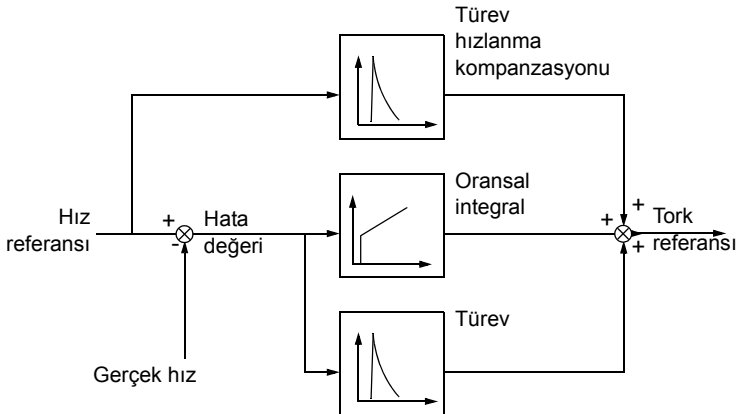 Türev
hızlanma
kompanzasyonu
Oransal
integral
+
+
+
+
-
Hız
referansı
Hata
değeri
Tork
referansı
Türev
Gerçek hız